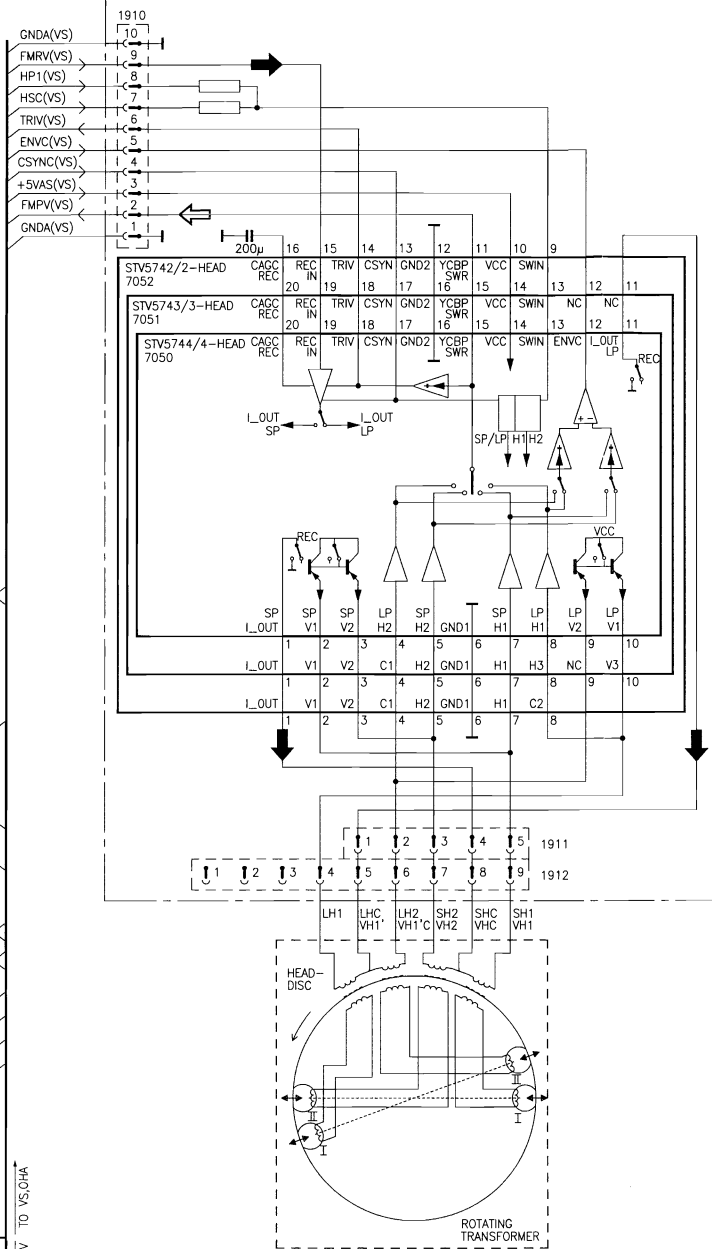 1910
GNDA(VS) 10
FMRV(VS) 9
HP1(VS) 8
HSC(VS) 7
TRIV(VS) 6
ENVC(VS) 5
CSYNC(VS) 4
+5VAS(VS) 3
FMPV(VS) 2
GNDA(VS) 1
200µ
16 15 14 13 12 11 10 9
STV5742/2-HEAD
7052
CAGC REC
REC IN
TRIV
CSYN
GND2
YCBP SWR
VCC
SWIN
20 19 18 17 16 15 14 13 12 11
STV5743/3-HEAD
7051
CAGC REC
REC IN
TRIV
CSYN
GND2
YCBP SWR
VCC
SWIN
NC
NC
20 19 18 17 16 15 14 13 12 11
STV5744/4-HEAD
7050
CAGC REC
REC IN
TRIV
CSYN
GND2
YCBP SWR
VCC
SWIN
ENVC
I_OUT LP
REC
+
I_OUT SP
I_OUT LP
SP/LP H1 H2
+ -
+ +
REC
VCC
SP SP SP LP SP SP LP LP LP
I_OUT V1 V2 H2 H2 GND1 H1 H1 V2 V1
1 2 3 4 5 6 7 8 9 10
I_OUT V1 V2 C1 H2 GND1 H1 H3 NC V3
1 2 3 4 5 6 7 8 9 10
I_OUT V1 V2 C1 H2 GND1 H1 C2
1 2 3 4 5 6 7 8
1 2 3 4 5 1911
1 2 3 4 5 6 7 8 9 1912
LH1 LHC LH2 SH2 SHC SH1
VH1' VH1'C VH2 VHC VH1
HEAD-
DISC
II
I
II
I
ROTATING
TRANSFORMER
V TO VS,OHA